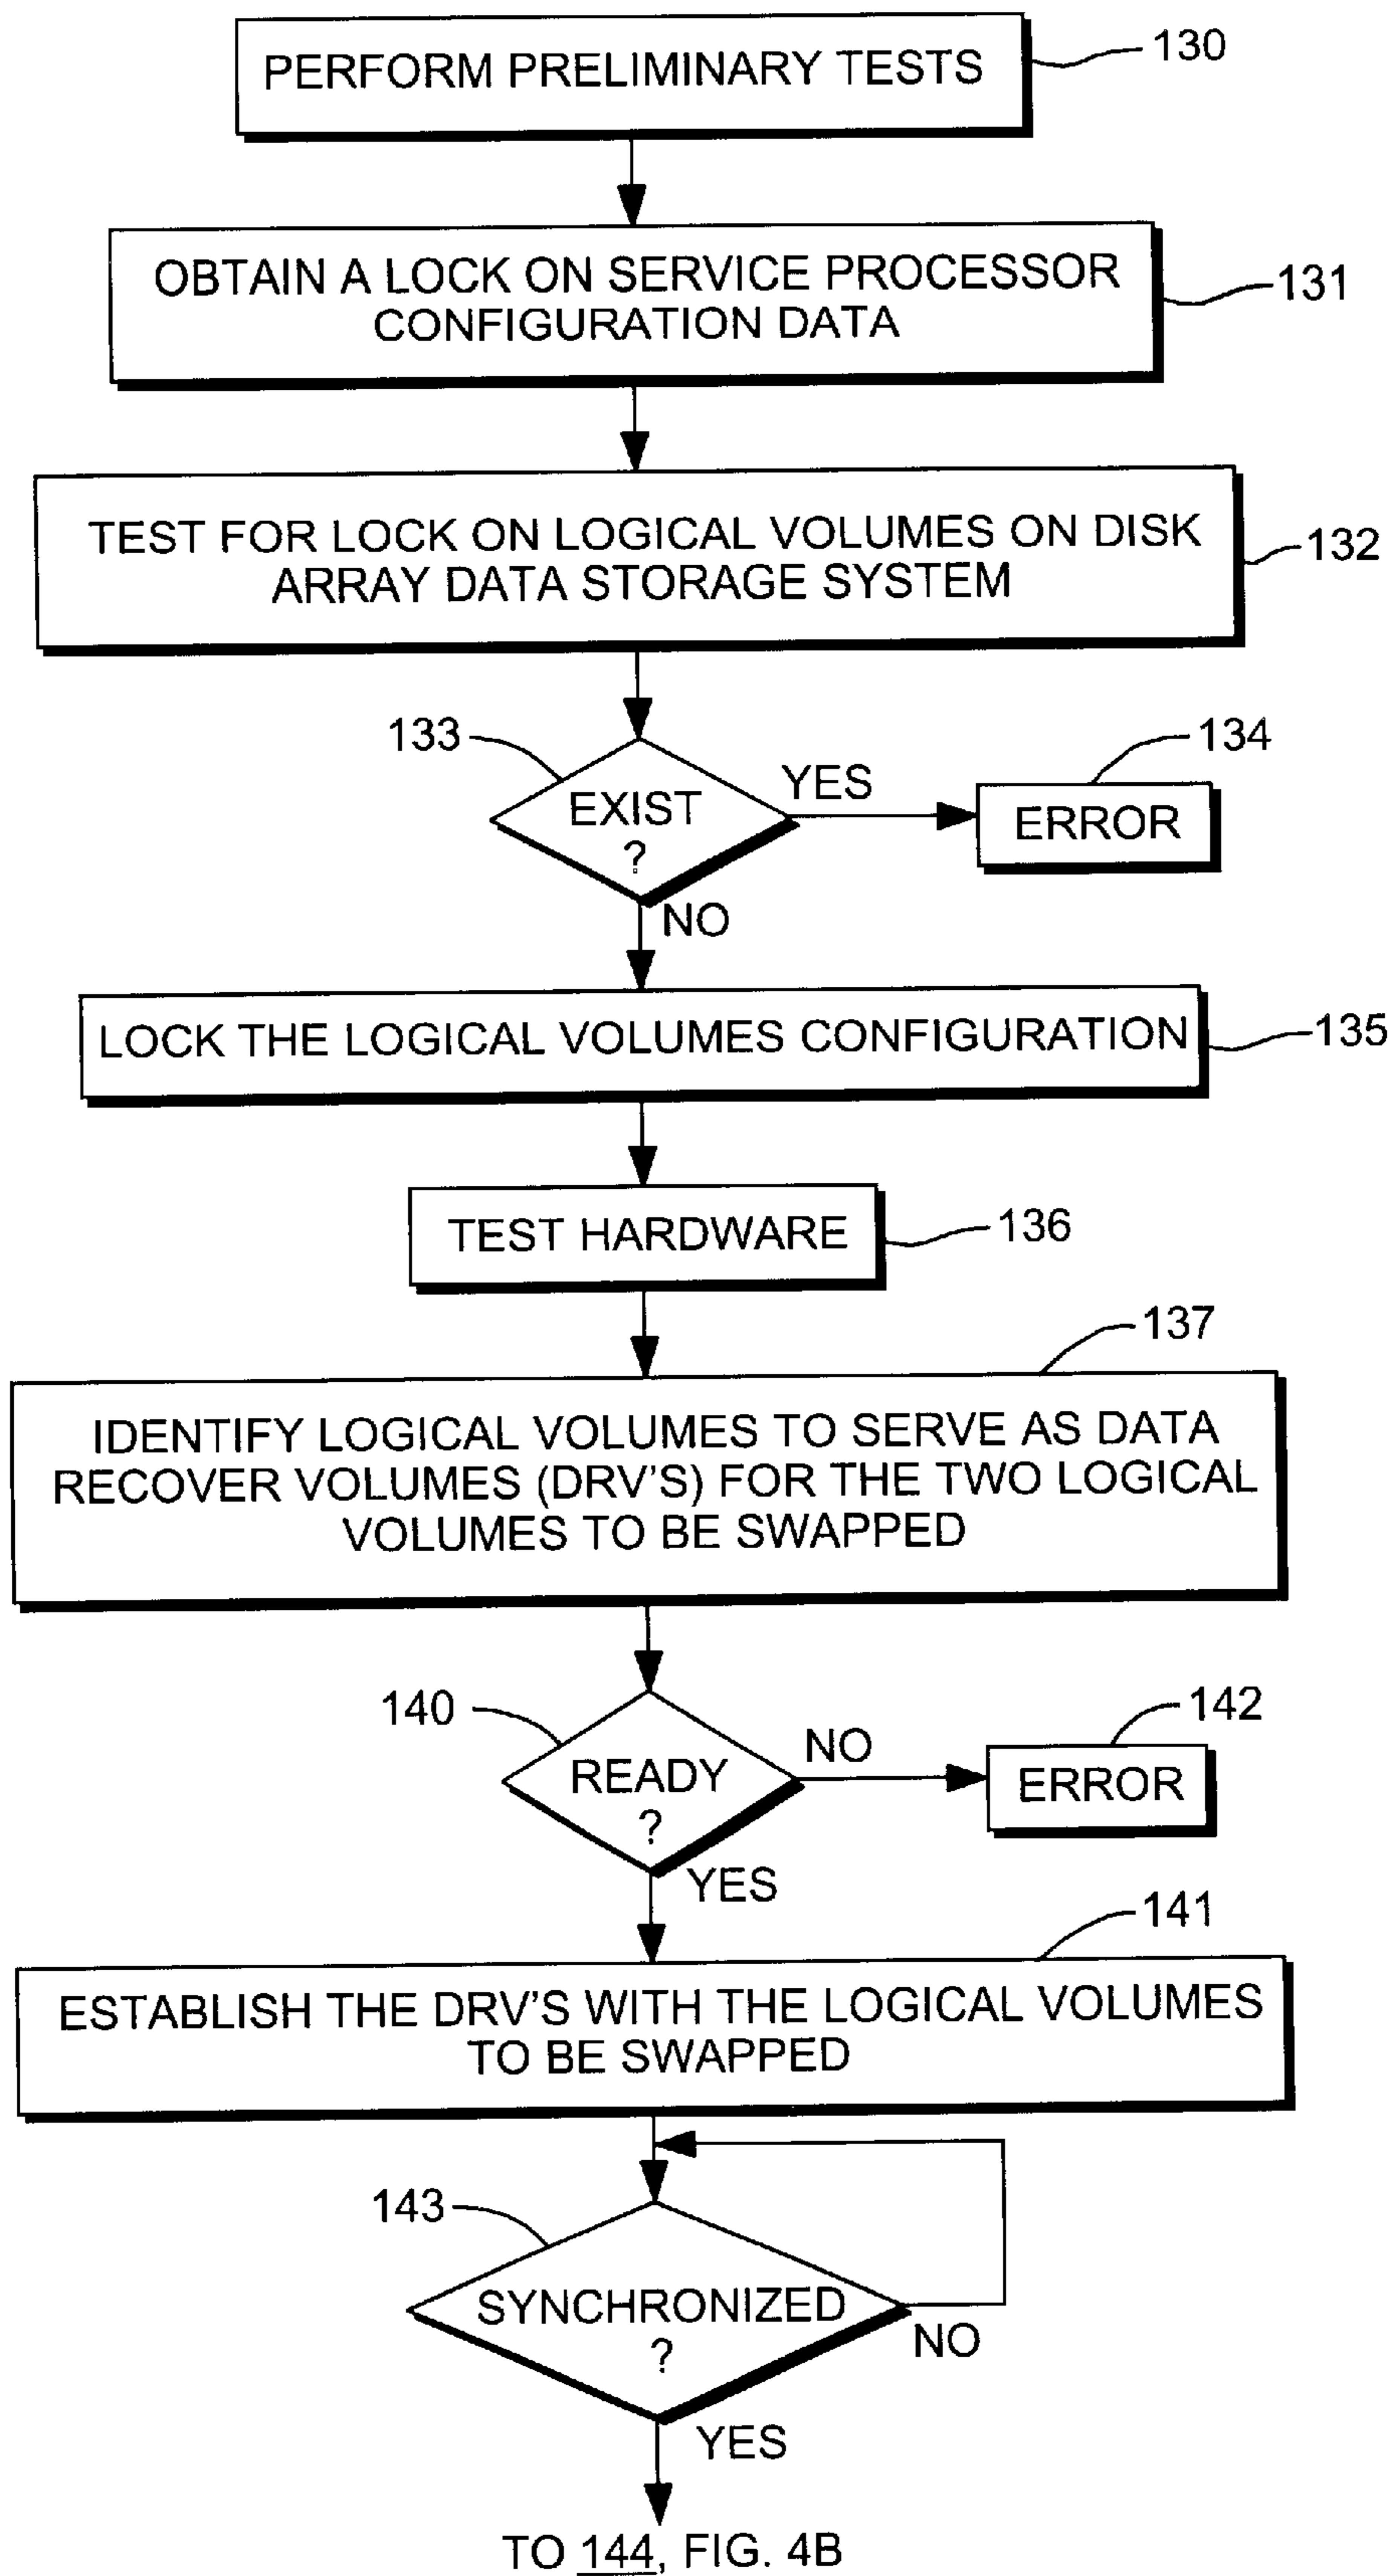 PERFORM PRELIMINARY TESTS
130
OBTAIN A LOCK ON SERVICE PROCESSOR
CONFIGURATION DATA
131
TEST FOR LOCK ON LOGICAL VOLUMES ON DISK
ARRAY DATA STORAGE SYSTEM
132
133
EXIST
?
YES
134
ERROR
NO
LOCK THE LOGICAL VOLUMES CONFIGURATION
135
TEST HARDWARE
136
137
IDENTIFY LOGICAL VOLUMES TO SERVE AS DATA
RECOVER VOLUMES (DRV'S) FOR THE TWO LOGICAL
VOLUMES TO BE SWAPPED
140
READY
?
NO
142
ERROR
YES
141
ESTABLISH THE DRV'S WITH THE LOGICAL VOLUMES
TO BE SWAPPED
143
SYNCHRONIZED
?
NO
YES
TO 144, FIG. 4B